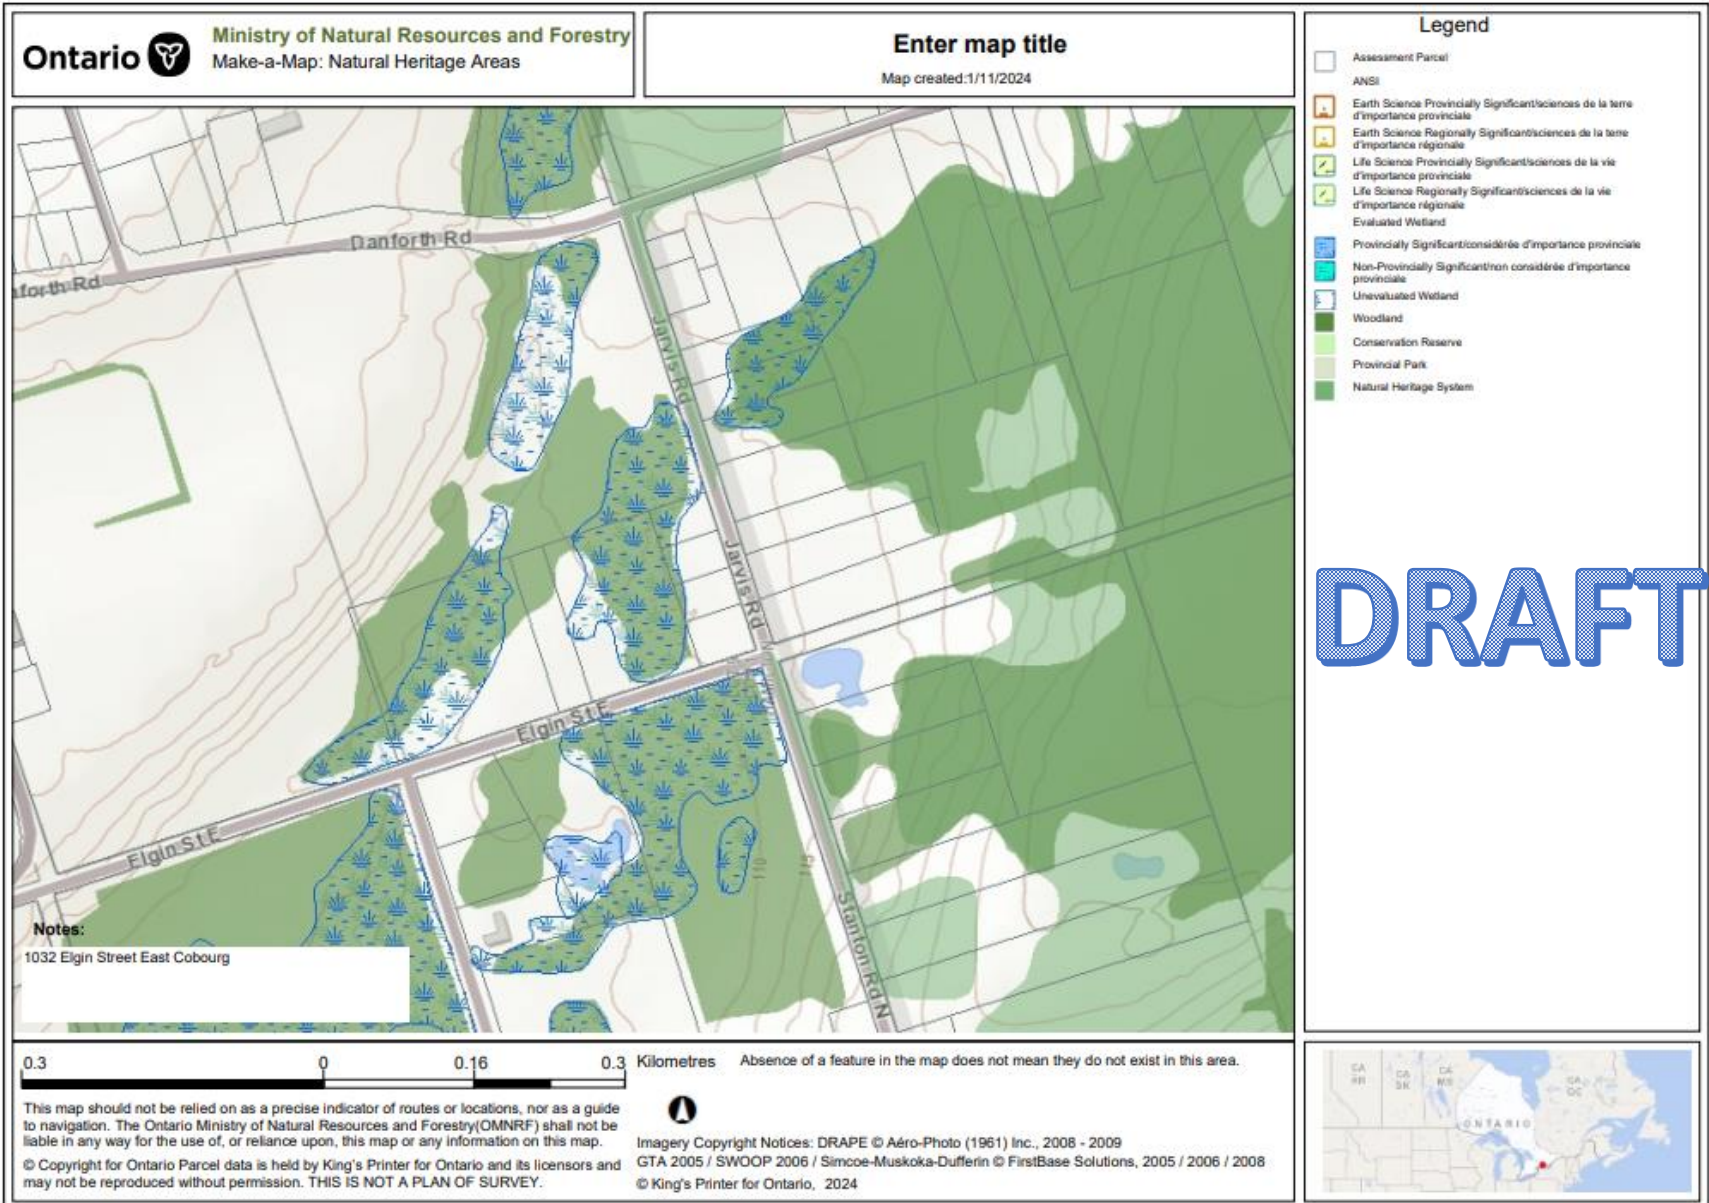 Ontario
Ministry of Natural Resources and Forestry
Make-a-Map: Natural Heritage Areas
Enter map title
Map created:1/11/2024
Legend
Assessment Parcel
ANSI
Earth Science Provincially Significant/sciences de la terre
d'importance provinciale
Earth Science Regionally Significant/sciences de la terre
d'importance régionale
Life Science Provincially Significant/sciences de la vie
d'importance provinciale
Life Science Regionally Significant/sciences de la vie
d'importance régionale
Evaluated Wetland
Provincially Significant/considérée d'importance provinciale
Non-Provincially Significant/non considérée d'importance
provinciale
Unevaluated Wetland
Woodland
Conservation Reserve
Provincial Park
Natural Heritage System
DRAFT
Danforth Rd
nforth Rd
Jarvis Rd
Jarvis Rd
Elgin St E
Elgin St E
110
115
Stanton Rd N
Notes:
1032 Elgin Street East Cobourg
0.3 0 0.16 0.3 Kilometres
Absence of a feature in the map does not mean they do not exist in this area.
This map should not be relied on as a precise indicator of routes or locations, nor as a guide
to navigation. The Ontario Ministry of Natural Resources and Forestry(OMNRF) shall not be
liable in any way for the use of, or reliance upon, this map or any information on this map.
© Copyright for Ontario Parcel data is held by King's Printer for Ontario and its licensors and
may not be reproduced without permission. THIS IS NOT A PLAN OF SURVEY.
Imagery Copyright Notices: DRAPE © Aéro-Photo (1961) Inc., 2008 - 2009
GTA 2005 / SWOOP 2006 / Simcoe-Muskoka-Dufferin © FirstBase Solutions, 2005 / 2006 / 2008
© King's Printer for Ontario, 2024
CA
CA
SK
CA
MB
CA
QC
ONTARIO